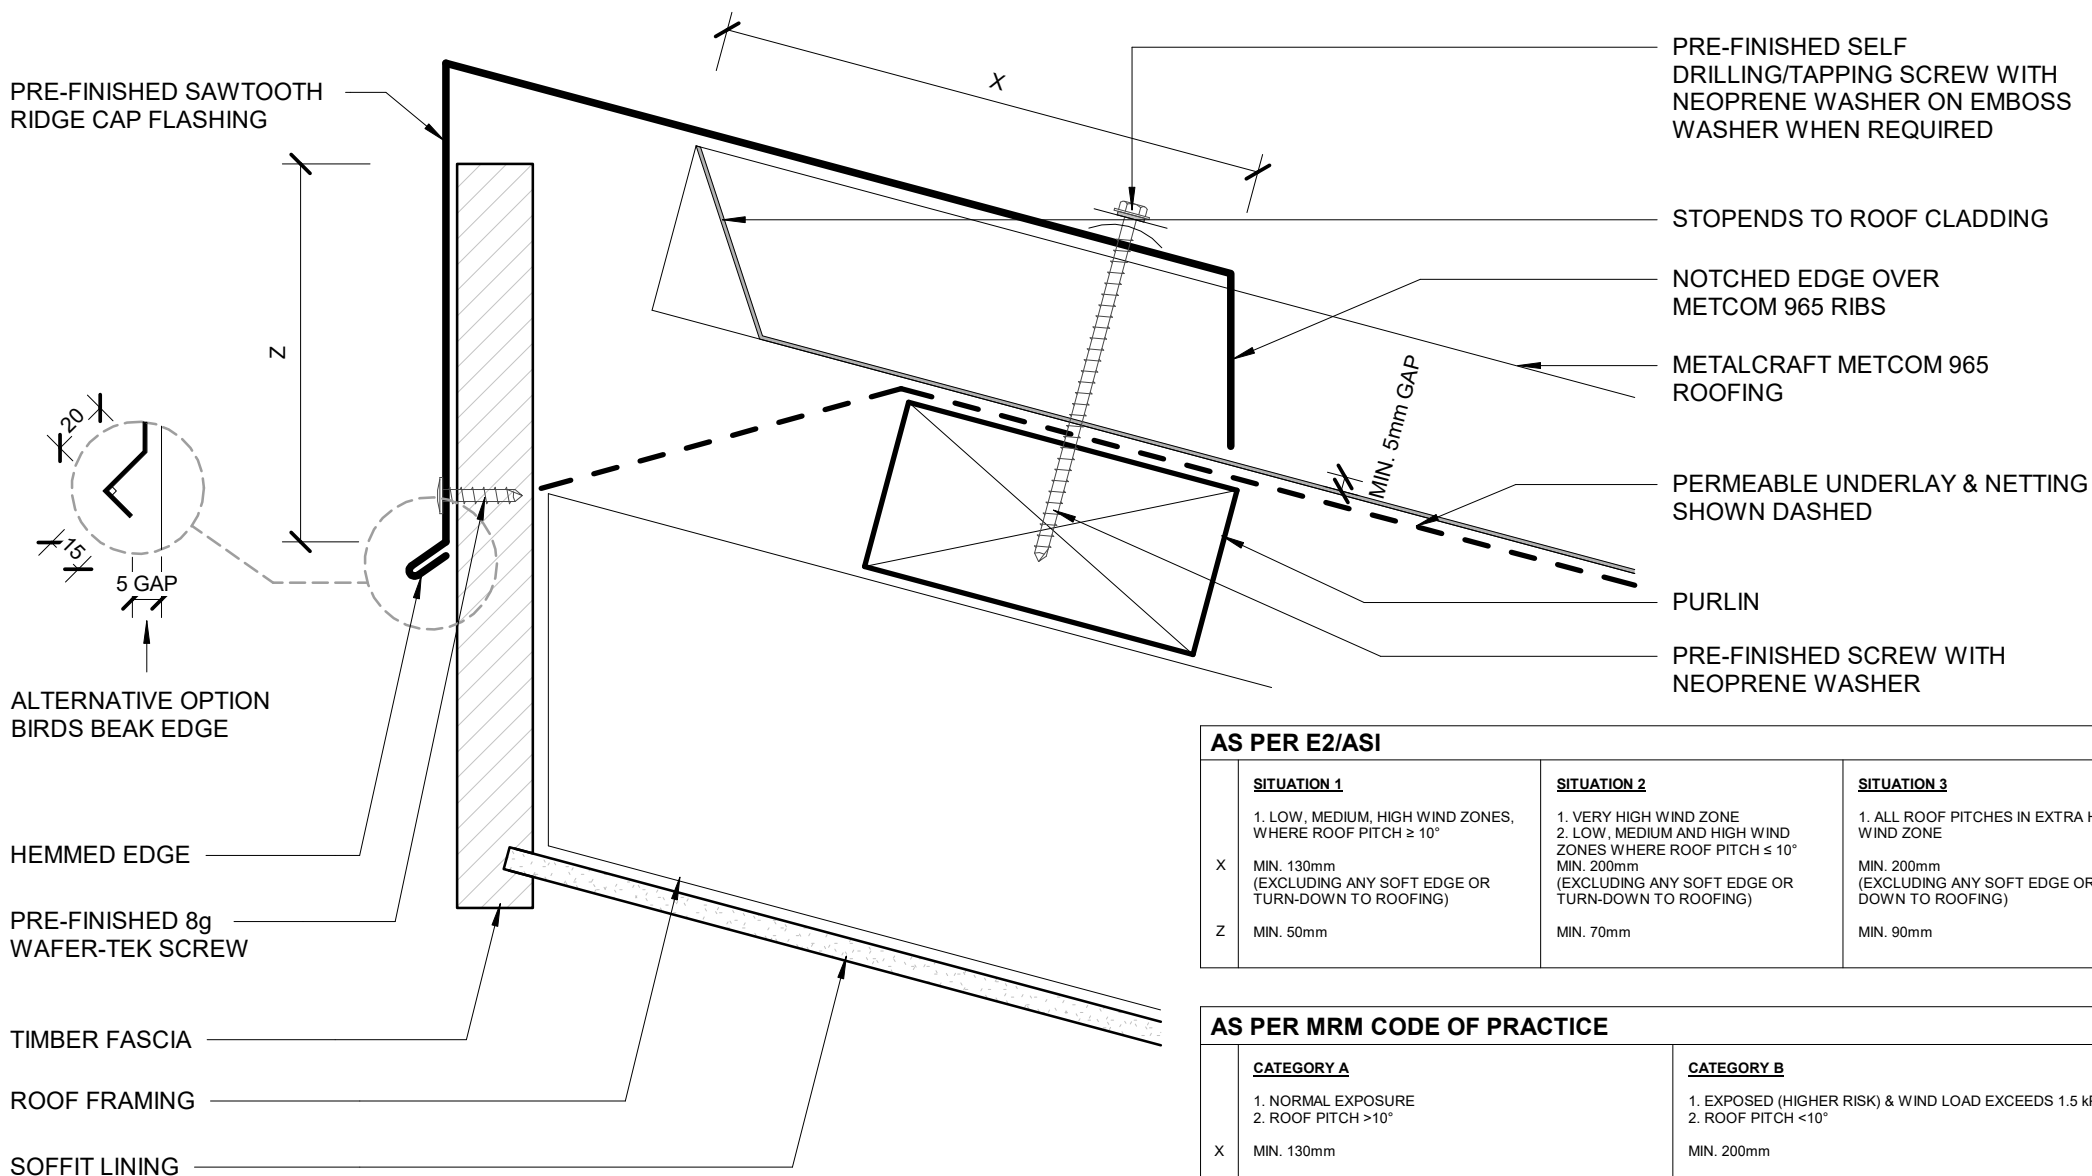 PRE-FINISHED SAWTOOTH
RIDGE CAP FLASHING
X
Z
20
15
5 GAP
ALTERNATIVE OPTION
BIRDS BEAK EDGE
HEMMED EDGE
PRE-FINISHED 8g
WAFER-TEK SCREW
TIMBER FASCIA
ROOF FRAMING
SOFFIT LINING
PRE-FINISHED SELF
DRILLING/TAPPING SCREW WITH
NEOPRENE WASHER ON EMBOSS
WASHER WHEN REQUIRED
STOPENDS TO ROOF CLADDING
NOTCHED EDGE OVER
METCOM 965 RIBS
METALCRAFT METCOM 965
ROOFING
MIN. 5mm GAP
PERMEABLE UNDERLAY & NETTING
SHOWN DASHED
PURLIN
PRE-FINISHED SCREW WITH
NEOPRENE WASHER
AS PER E2/ASI
SITUATION 1
1. LOW, MEDIUM, HIGH WIND ZONES,
WHERE ROOF PITCH ≥ 10°
X
MIN. 130mm
(EXCLUDING ANY SOFT EDGE OR
TURN-DOWN TO ROOFING)
Z
MIN. 50mm
SITUATION 2
1. VERY HIGH WIND ZONE
2. LOW, MEDIUM AND HIGH WIND
ZONES WHERE ROOF PITCH ≤ 10°
MIN. 200mm
(EXCLUDING ANY SOFT EDGE OR
TURN-DOWN TO ROOFING)
MIN. 70mm
SITUATION 3
1. ALL ROOF PITCHES IN EXTRA
WIND ZONE
MIN. 200mm
(EXCLUDING ANY SOFT EDGE OR
DOWN TO ROOFING)
MIN. 90mm
AS PER MRM CODE OF PRACTICE
CATEGORY A
1. NORMAL EXPOSURE
2. ROOF PITCH >10°
X
MIN. 130mm
CATEGORY B
1. EXPOSED (HIGHER RISK) & WIND LOAD EXCEEDS 1.5
2. ROOF PITCH <10°
MIN. 200mm